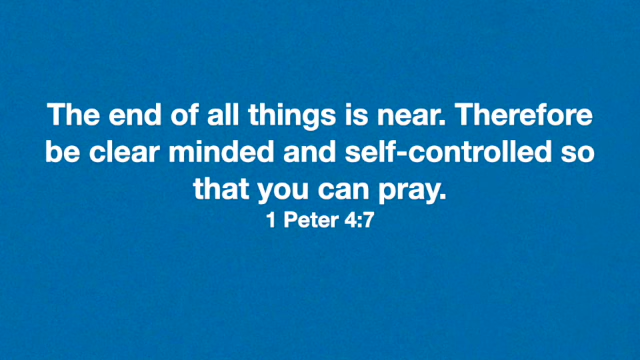 The end of all things is near. Therefore
be clear minded and self-controlled so
that you can pray.
1 Peter 4:7